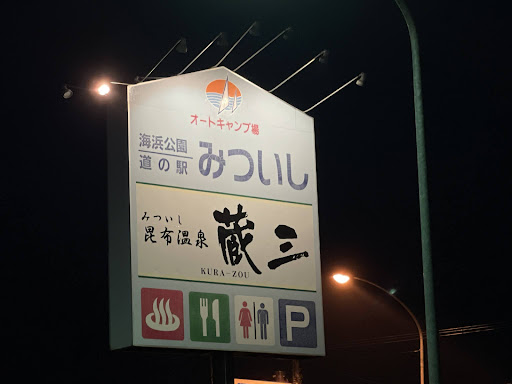 オートキャンプ場
海浜公園
道の駅
みついし
みついし
昆布温泉
蔵三
KURA-ZOU
P